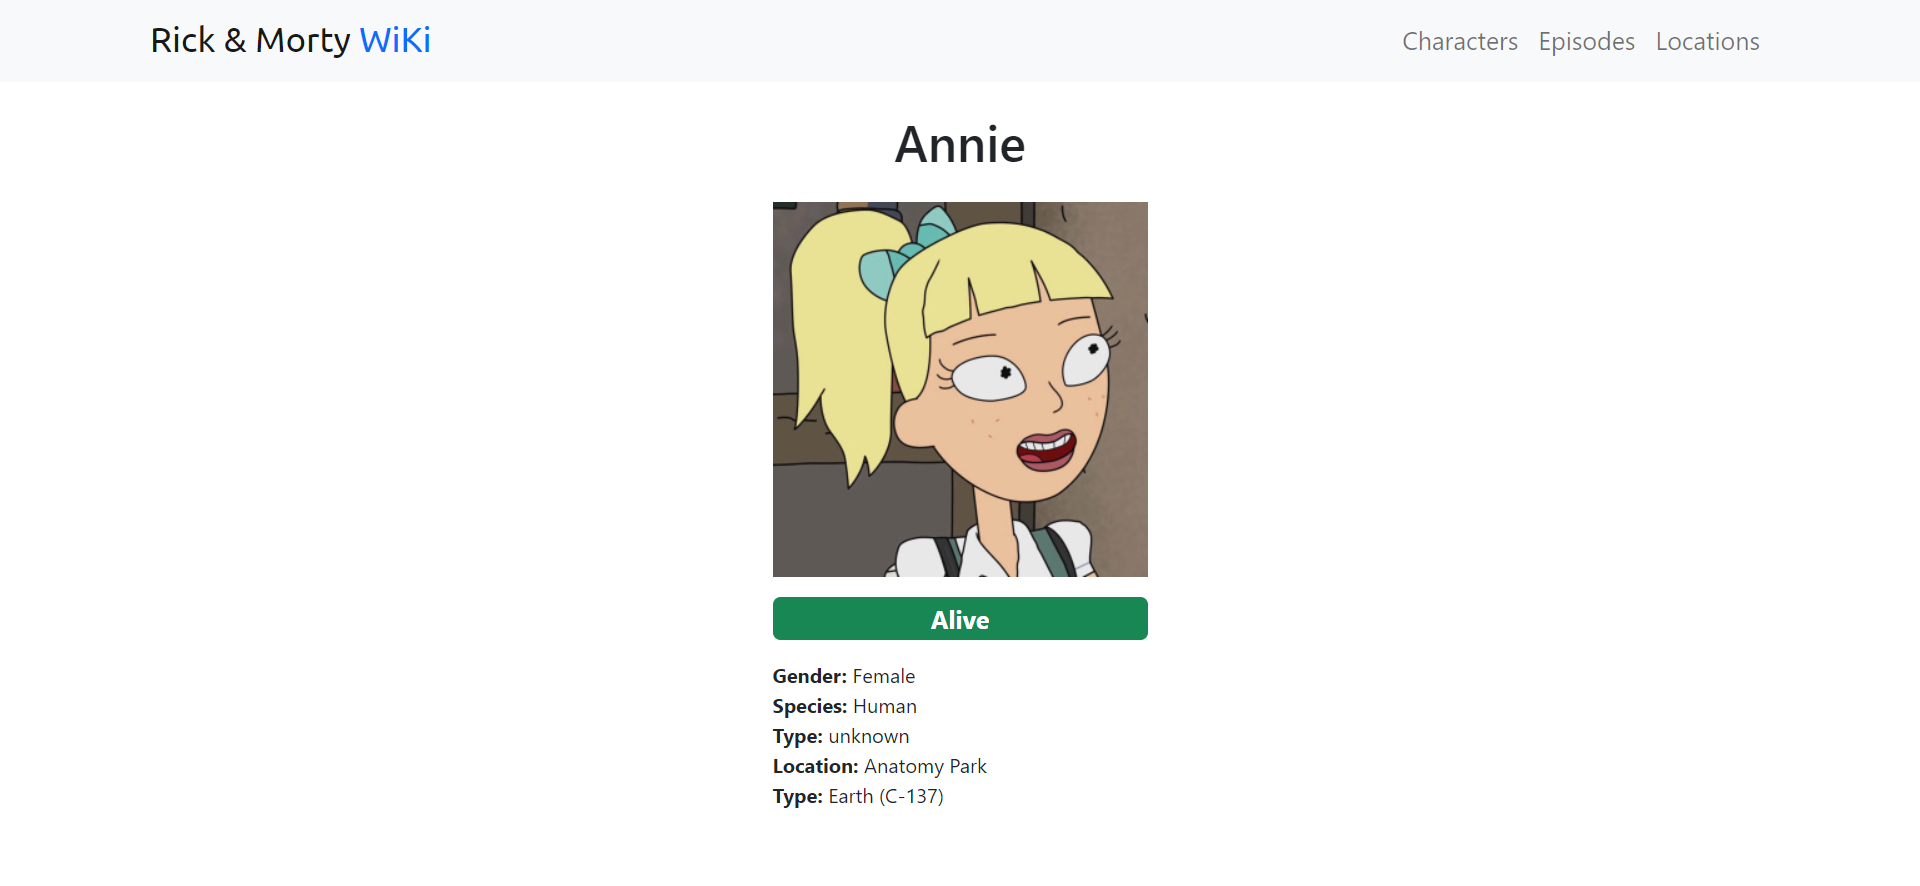 Rick & Morty WiKi
Characters Episodes Locations
Annie
Alive
Gender: Female
Species: Human
Type: unknown
Location: Anatomy Park
Type: Earth (C-137)